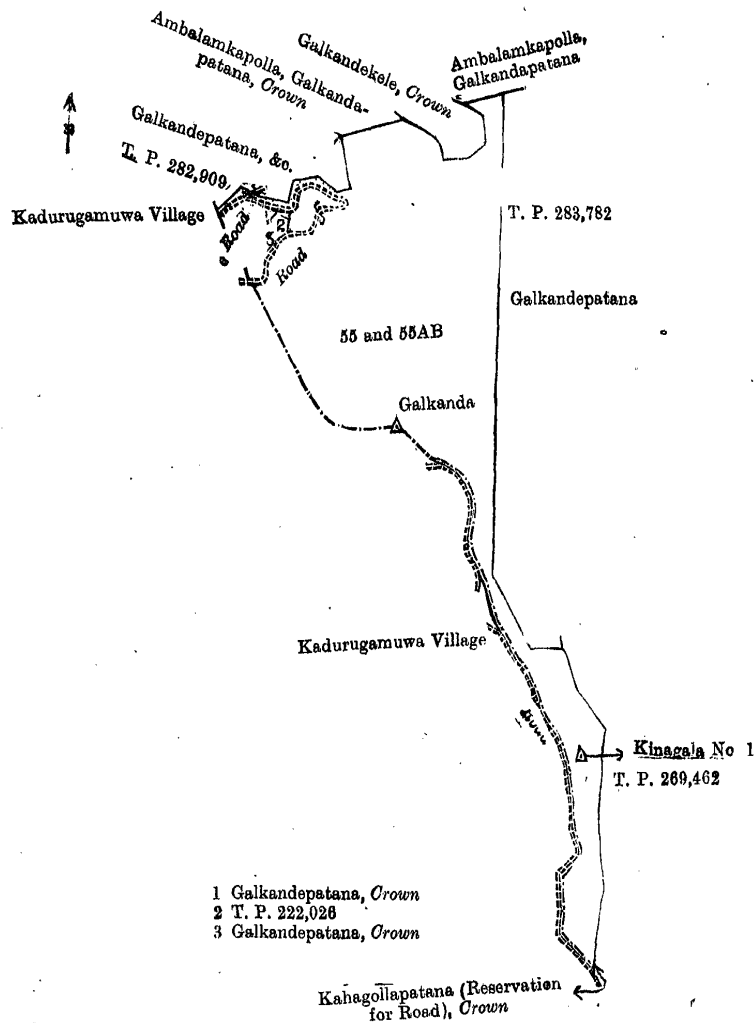 Ambalamkapolla, Galkanda-
patana, Crown
Galkandekele, Crown
Ambalamkapolla,
Galkandapatana
Galkandepatana, &c.
T. P. 282,909
Kadurugamuwa Village
Road
2
Road
T. P. 283,782
Galkandepatana
55 and 55AB
Galkanda
Kadurugamuwa Village
Kinagala No 1
T. P. 269,462
1 Galkandepatana, Crown
2 T. P. 222,026
3 Galkandepatana, Crown
Kahagollapatana (Reservation
for Road), Crown